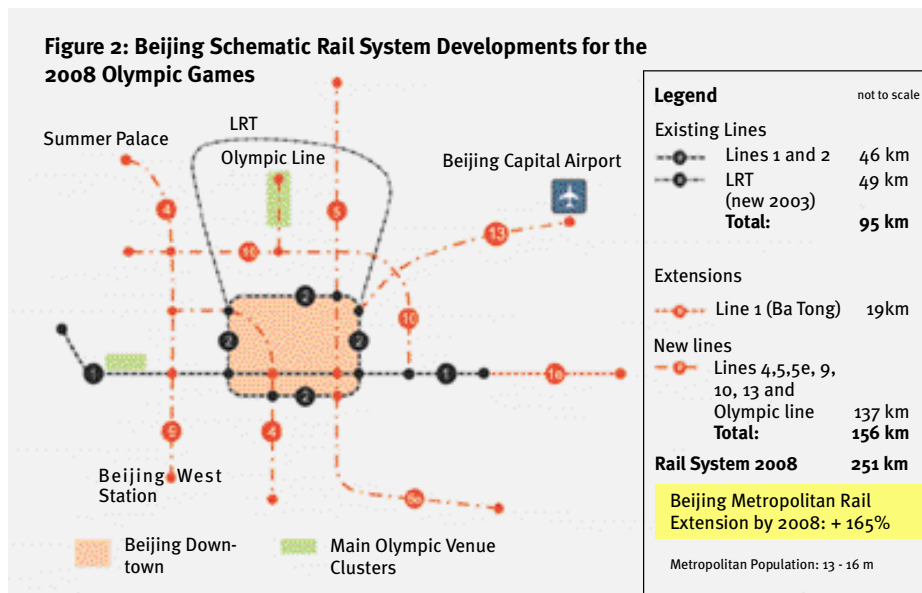 Figure 2: Beijing Schematic Rail System Developments for the
2008 Olympic Games
Summer Palace
LRT
Olympic Line
Beijing Capital Airport
4
5
13
10
2
10
2
2
1
1
1e
2
9
4
5e
Beijing West
Station
Beijing Down-
town
Main Olympic Venue
Clusters
Legend
not to scale
Existing Lines
Lines 1 and 2 46 km
LRT 49 km
(new 2003)
Total: 95 km
Extensions
Line 1 (Ba Tong) 19km
New lines
Lines 4,5,5e, 9,
10, 13 and
Olympic line 137 km
Total: 156 km
Rail System 2008 251 km
Beijing Metropolitan Rail
Extension by 2008: + 165%
Metropolitan Population: 13 - 16 m